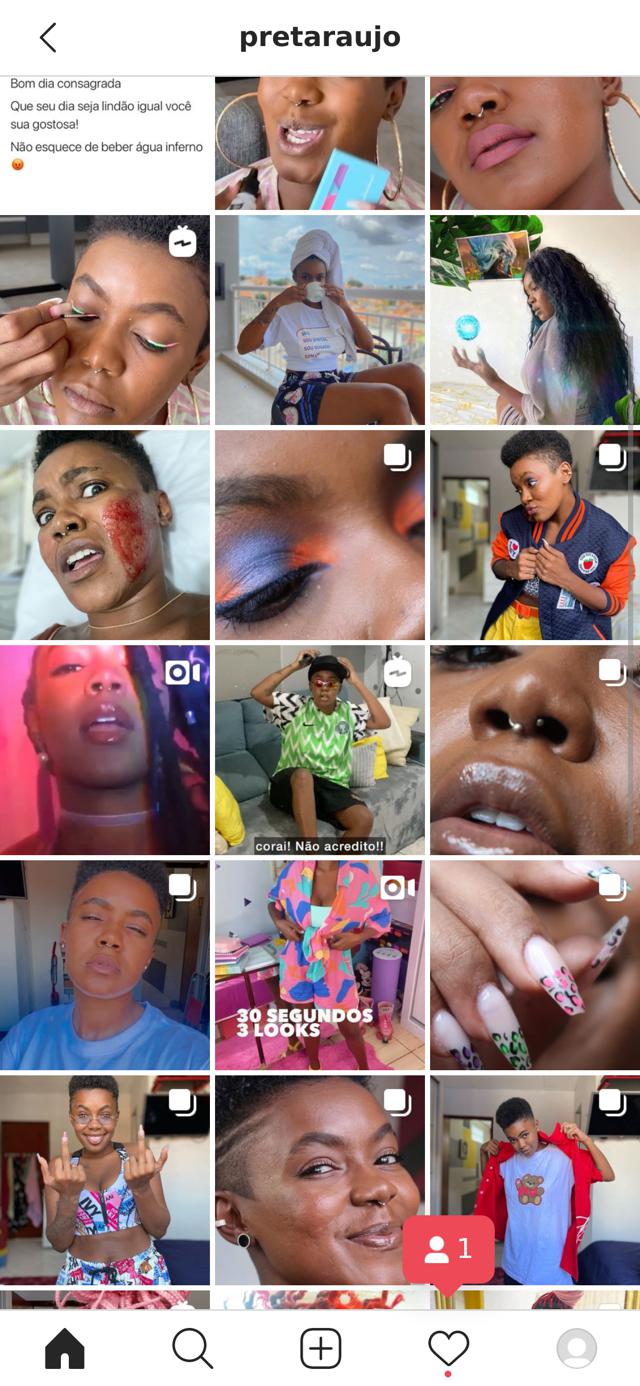 pretaraujo
Bom dia consagrada
Que seu dia seja lindão igual você
sua gostosa!
Não esquece de beber água inferno
corai! Não acredito!!
30 SEGUNDOS
3 LOOKS
1